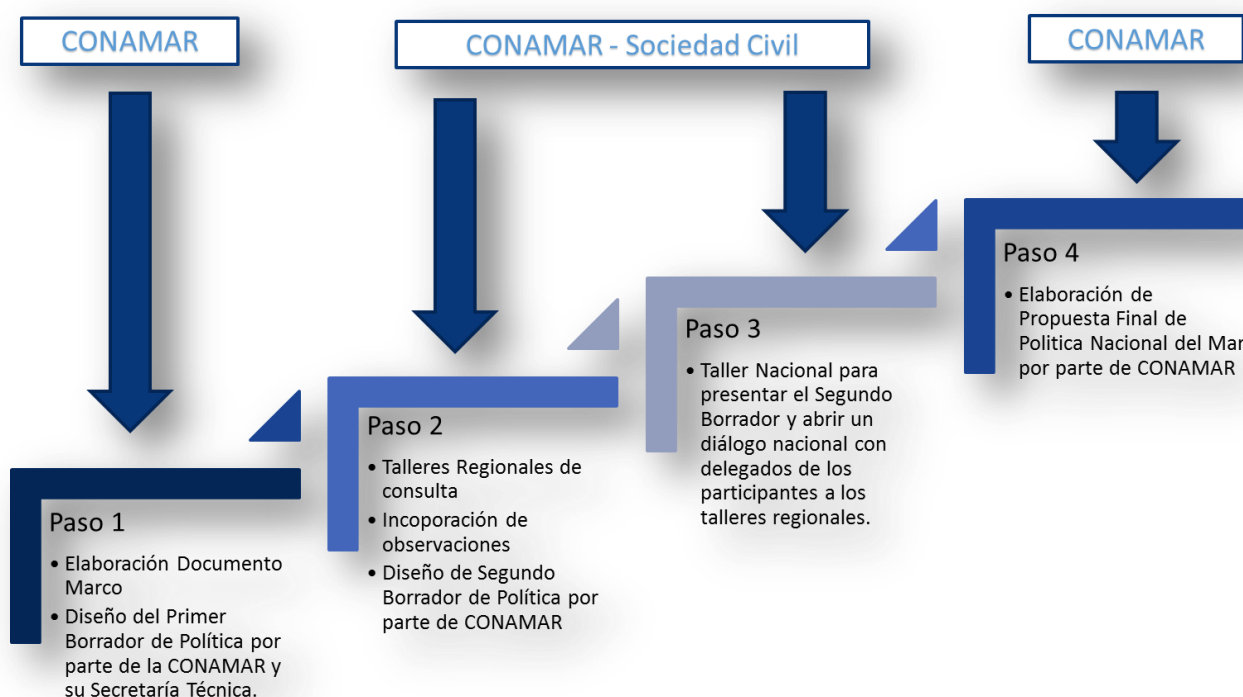 CONAMAR
CONAMAR - Sociedad Civil
CONAMAR
Paso 1
• Elaboración Documento
Marco
• Diseño del Primer
Borrador de Política por
parte de la CONAMAR y
su Secretaría Técnica.
Paso 2
• Talleres Regionales de
consulta
• Incoporación de
observaciones
• Diseño de Segundo
Borrador de Política por
parte de CONAMAR
Paso 3
• Taller Nacional para
presentar el Segundo
Borrador y abrir un
diálogo nacional con
delegados de los
participantes a los
talleres regionales.
Paso 4
• Elaboración de
Propuesta Final de
Politica Nacional del Mar
por parte de CONAMAR